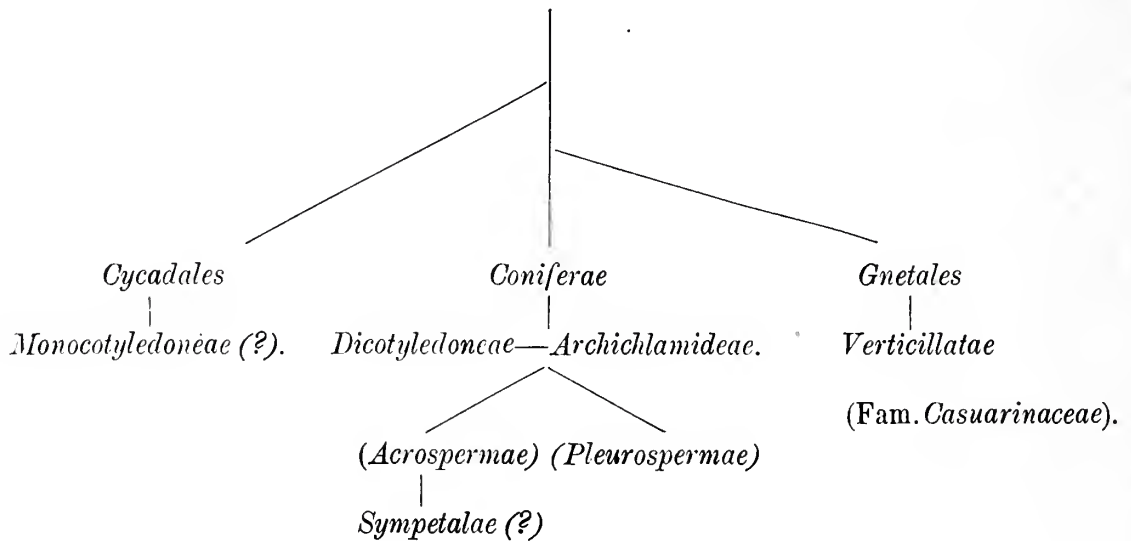 Cycadales Coniferae Gnetales
Monocotyledoneae (?). Dicotyledoneae—Archichlamideae. Verticillatae
(Fam. Casuarinaceae).
(Acrospermae) (Pleurospermae)
Sympetalae (?)